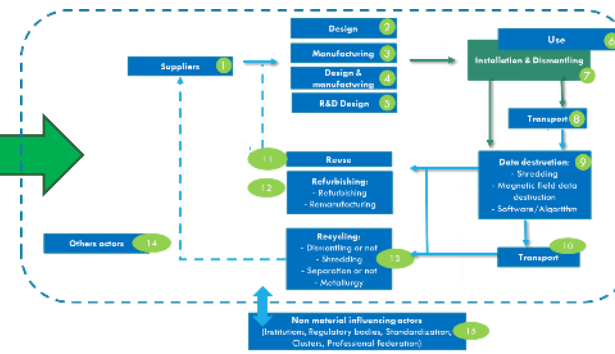 Design 2
Manufacturing 3
Suppliers 1
Design &
manufacturing 4
R&D Design 5
Use 6
Installation & Dismantling
7
Transport 8
11 Reuse
12 Refurbishing:
- Refurbishing
- Remanufacturing
Data destruction: 9
- Shredding
- Magnetic field data
destruction
- Software/Algorithm
Others actors 14
Recycling:
- Dismantling or not
- Shredding 13
- Separation or not
- Metallurgy
10
Transport
Non material influencing actors
(Institutions, Regulatory bodies, Standardization, 15
Clusters, Professional federation)